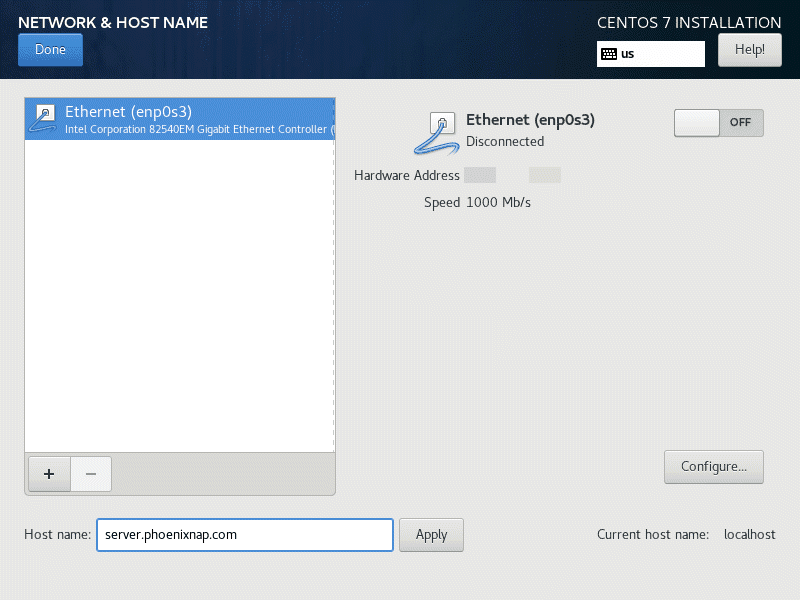 NETWORK & HOST NAME
CENTOS 7 INSTALLATION
Done
us
Help!
Ethernet (enp0s3)
Intel Corporation 82540EM Gigabit Ethernet Controller (
Ethernet (enp0s3)
Disconnected
OFF
Hardware Address
Speed 1000 Mb/s
+
−
Configure...
Host name: server.phoenixnap.com
Apply
Current host name: localhost